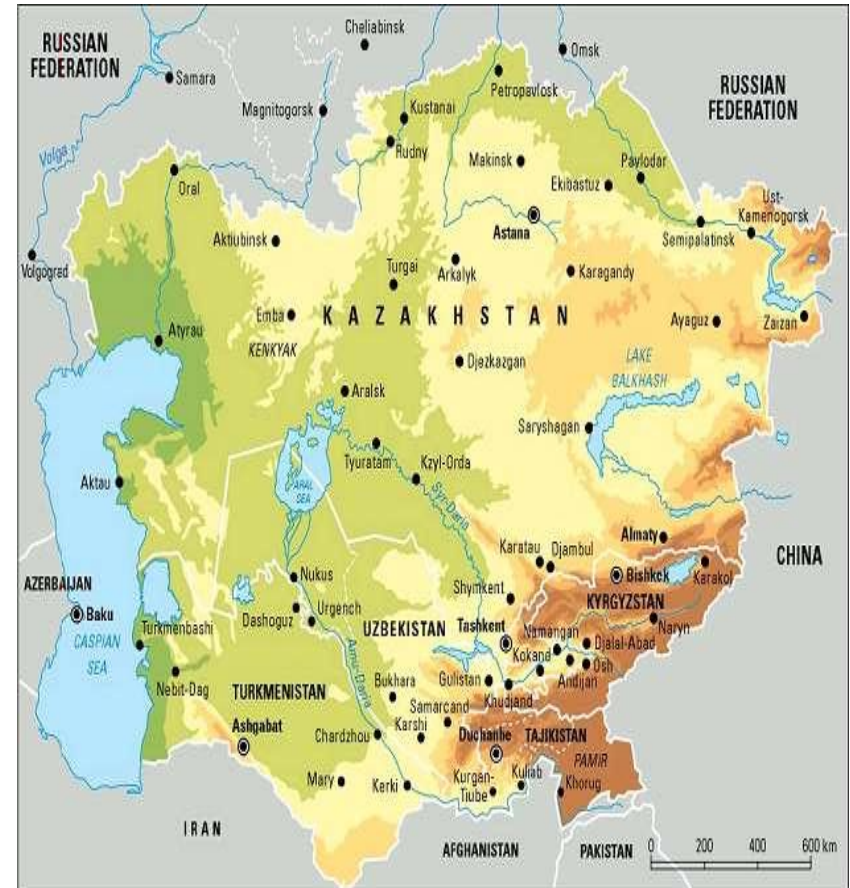 Cheliabinsk
RUSSIAN
FEDERATION
Omsk
Samara
Petropavlosk
RUSSIAN
FEDERATION
Magnitogorsk
Kustanai
Volga
Rudny
Makinsk
Pavlodar
Oral
Ekibastuz
Ust-
Kamenogorsk
Astana
Semipalatinsk
Aktiubinsk
Volgograd
Turgai
Arkalyk
Karagandy
Emba
KAZAKHSTAN
Ayaguz
Zaizan
Atyrau
KENKYAK
Djezkazgan
LAKE
BALKHASH
Aralsk
Saryshagan
Tyuratam
Kzyl-Orda
Aktau
ARAL
SEA
Syr-Daria
Almaty
Karatau
Djambul
CHINA
Nukus
Bishkek
Karakol
AZERBAIJAN
Shymkent
KYRGYZSTAN
Baku
Dashoguz
Urgench
UZBEKISTAN
Tashkent
Namangan
Naryn
CASPIAN
SEA
Turkmenbashi
Kokand
Djalal-Abad
Osh
Amu-Daria
Nebit-Dag
Bukhara
Gulistan
Andijan
Khudjand
TURKMENISTAN
Samarcand
Ashgabat
Chardzhou
Karshi
Duchanbe
TAJIKISTAN
PAMIR
Mary
Kerki
Kurgan-
Tiube
Kuliab
Khorug
IRAN
AFGHANISTAN
PAKISTAN
0 200 400 600 km